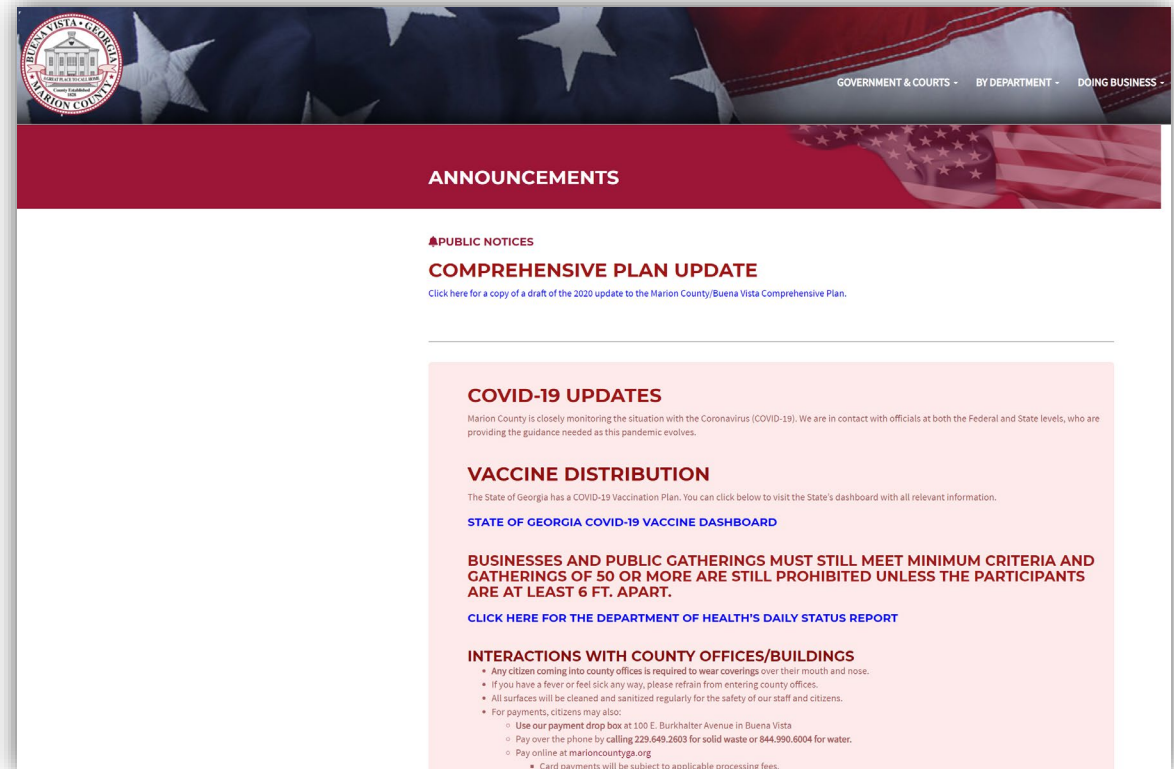 BUENA VISTA • GEORGIA
A GREAT PLACE TO CALL HOME
County Established
1828
MARION COUNTY
GOVERNMENT & COURTS BY DEPARTMENT DOING BUSINESS
ANNOUNCEMENTS
PUBLIC NOTICES
COMPREHENSIVE PLAN UPDATE
Click here for a copy of a draft of the 2020 update to the Marion County/Buena Vista Comprehensive Plan.
COVID-19 UPDATES
Marion County is closely monitoring the situation with the Coronavirus (COVID-19). We are in contact with officials at both the Federal and State levels, who are
providing the guidance needed as this pandemic evolves.
VACCINE DISTRIBUTION
The State of Georgia has a COVID-19 Vaccination Plan. You can click below to visit the State's dashboard with all relevant information.
STATE OF GEORGIA COVID-19 VACCINE DASHBOARD
BUSINESSES AND PUBLIC GATHERINGS MUST STILL MEET MINIMUM CRITERIA AND
GATHERINGS OF 50 OR MORE ARE STILL PROHIBITED UNLESS THE PARTICIPANTS
ARE AT LEAST 6 FT. APART.
CLICK HERE FOR THE DEPARTMENT OF HEALTH'S DAILY STATUS REPORT
INTERACTIONS WITH COUNTY OFFICES/BUILDINGS
• Any citizen coming into county offices is required to wear coverings over their mouth and nose.
• If you have a fever or feel sick any way, please refrain from entering county offices.
• All surfaces will be cleaned and sanitized regularly for the safety of our staff and citizens.
• For payments, citizens may also:
○ Use our payment drop box at 100 E. Burkhalter Avenue in Buena Vista
○ Pay over the phone by calling 229.649.2603 for solid waste or 844.990.6004 for water.
○ Pay online at marioncountyga.org
▪ Card payments will be subject to applicable processing fees.